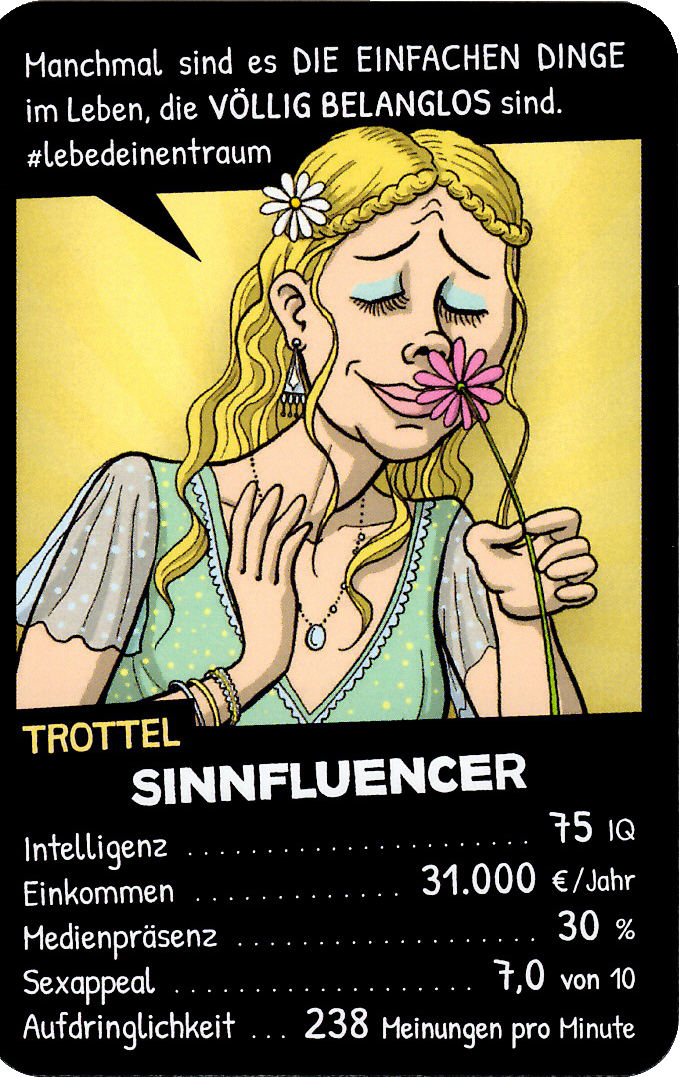 Manchmal sind es DIE EINFACHEN DINGE
im Leben, die VÖLLIG BELANGLOS sind.
#lebedeinentraum
TROTTEL
SINNFLUENCER
Intelligenz ........................ 75 IQ
Einkommen ............. 31.000 €/Jahr
Medienpräsenz .................... 30 %
Sexappeal ................... 7,0 von 10
Aufdringlichkeit ... 238 Meinungen pro Minute